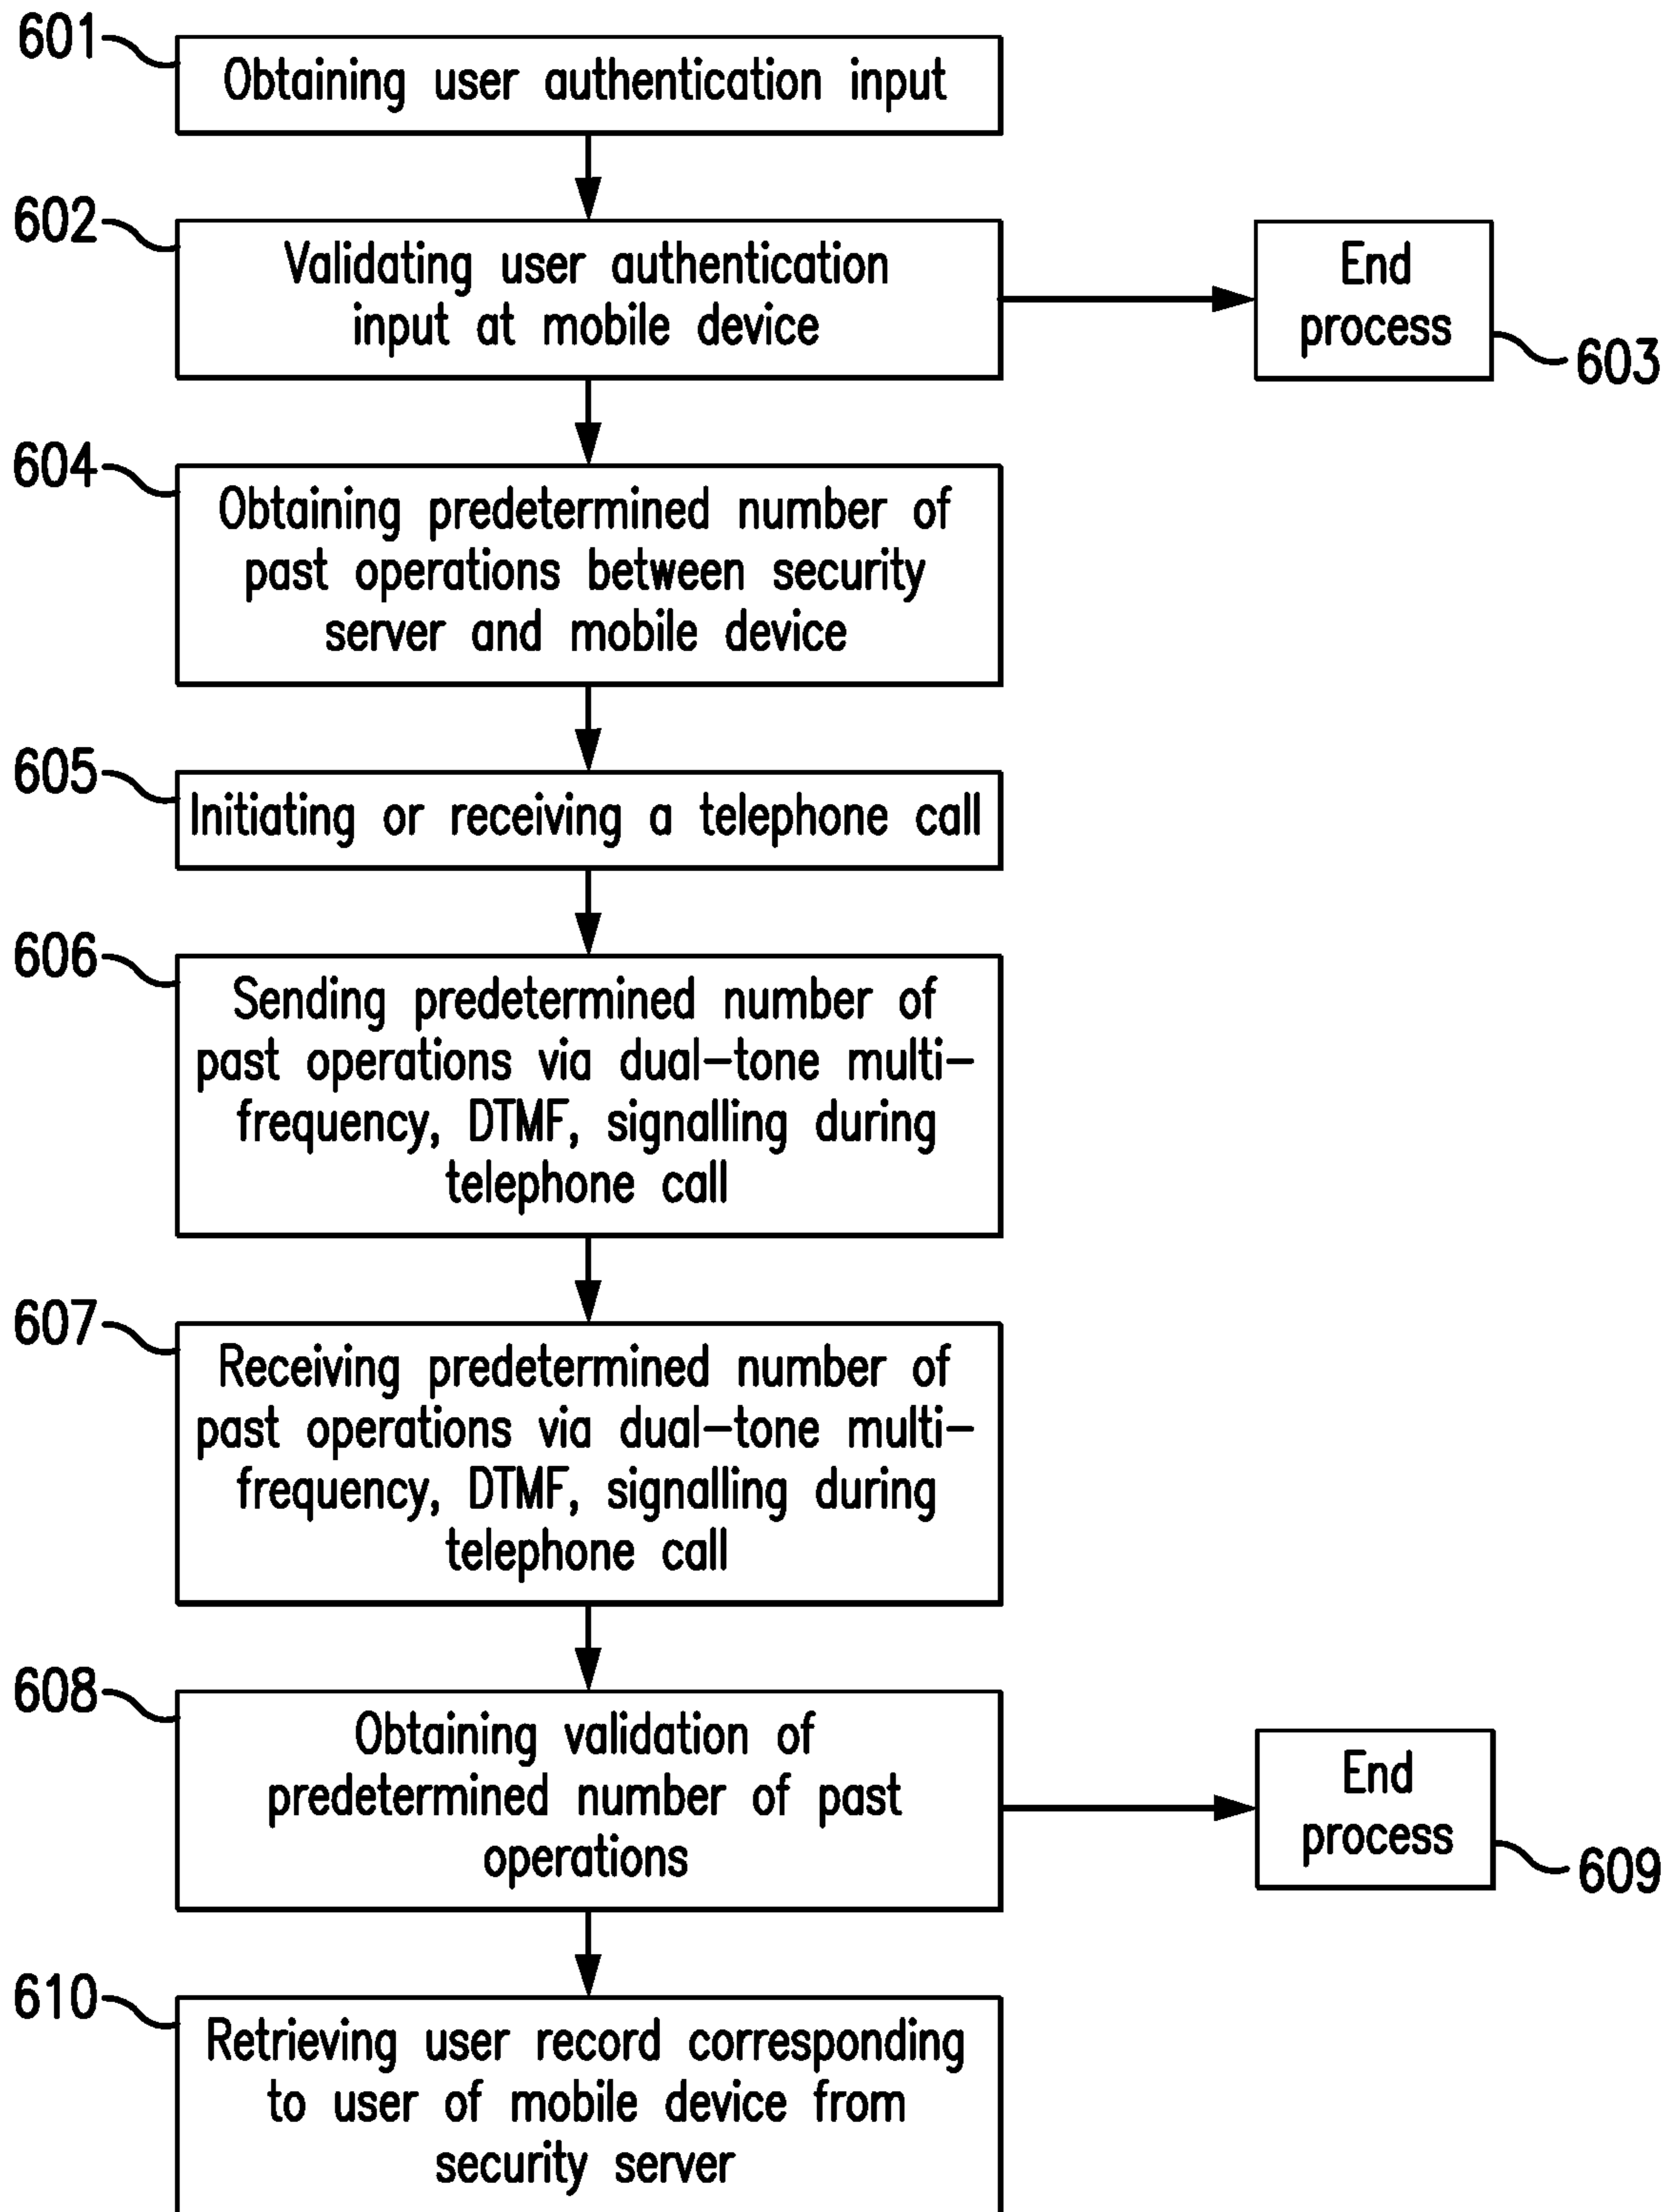 601
Obtaining user authentication input
602
Validating user authentication
input at mobile device
End
process
603
604
Obtaining predetermined number of
past operations between security
server and mobile device
605
Initiating or receiving a telephone call
606
Sending predetermined number of
past operations via dual-tone multi-
frequency, DTMF, signalling during
telephone call
607
Receiving predetermined number of
past operations via dual-tone multi-
frequency, DTMF, signalling during
telephone call
608
Obtaining validation of
predetermined number of past
operations
End
process
609
610
Retrieving user record corresponding
to user of mobile device from
security server